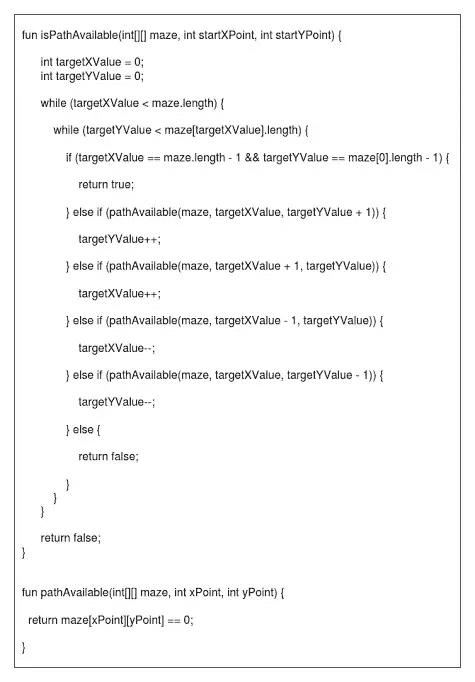 fun isPathAvailable(int[][] maze, int startXPoint, int startYPoint) {
int targetXValue = 0;
int targetYValue = 0;
while (targetXValue < maze.length) {
while (targetYValue < maze[targetXValue].length) {
if (targetXValue == maze.length - 1 && targetYValue == maze[0].length - 1) {
return true;
} else if (pathAvailable(maze, targetXValue, targetYValue + 1)) {
targetYValue++;
} else if (pathAvailable(maze, targetXValue + 1, targetYValue)) {
targetXValue++;
} else if (pathAvailable(maze, targetXValue - 1, targetYValue)) {
targetXValue--;
} else if (pathAvailable(maze, targetXValue, targetYValue - 1)) {
targetYValue--;
} else {
return false;
}
}
}
return false;
}
fun pathAvailable(int[][] maze, int xPoint, int yPoint) {
return maze[xPoint][yPoint] == 0;
}